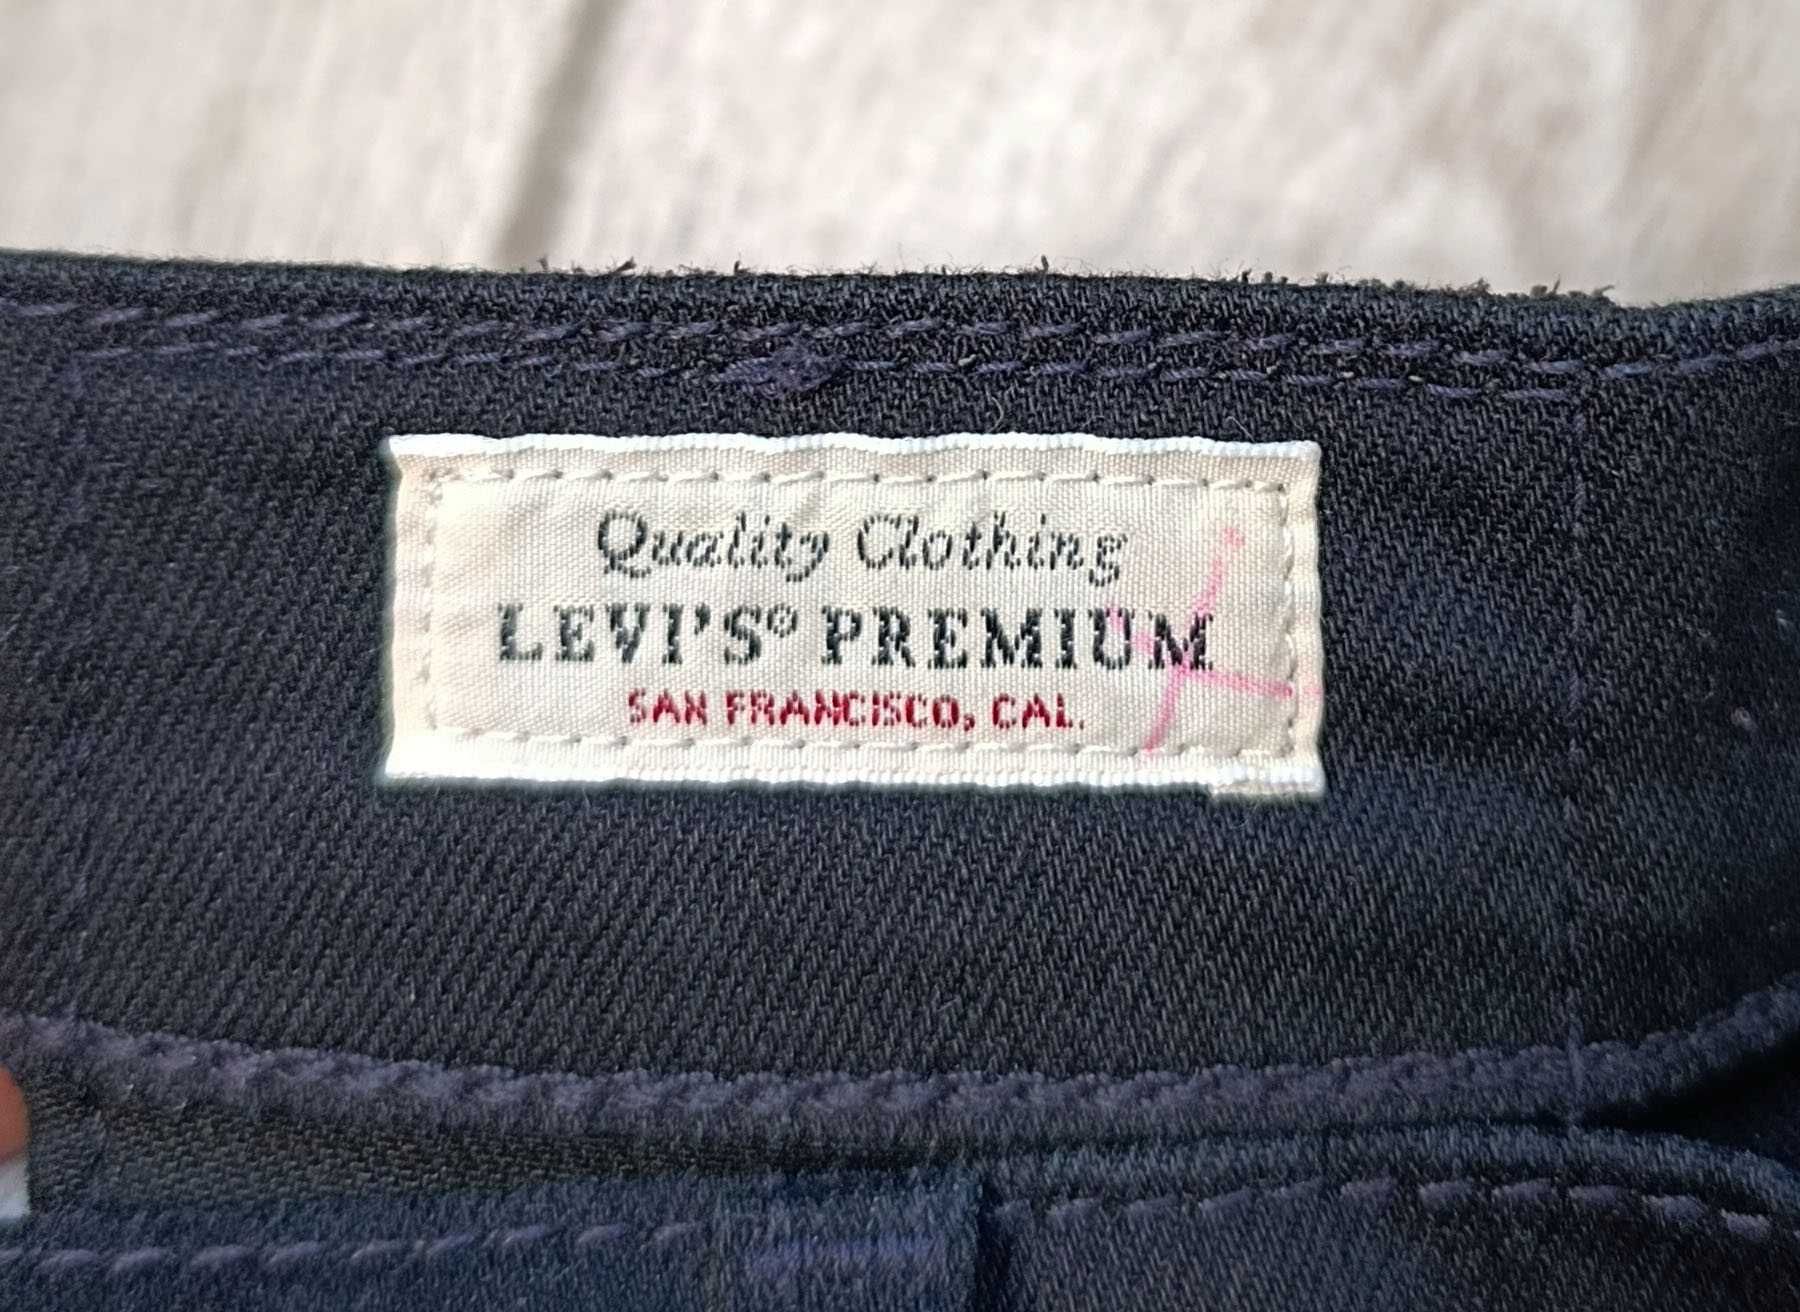 Quality Clothing
LEVI'S® PREMIUM
SAN FRANCISCO, CAL.